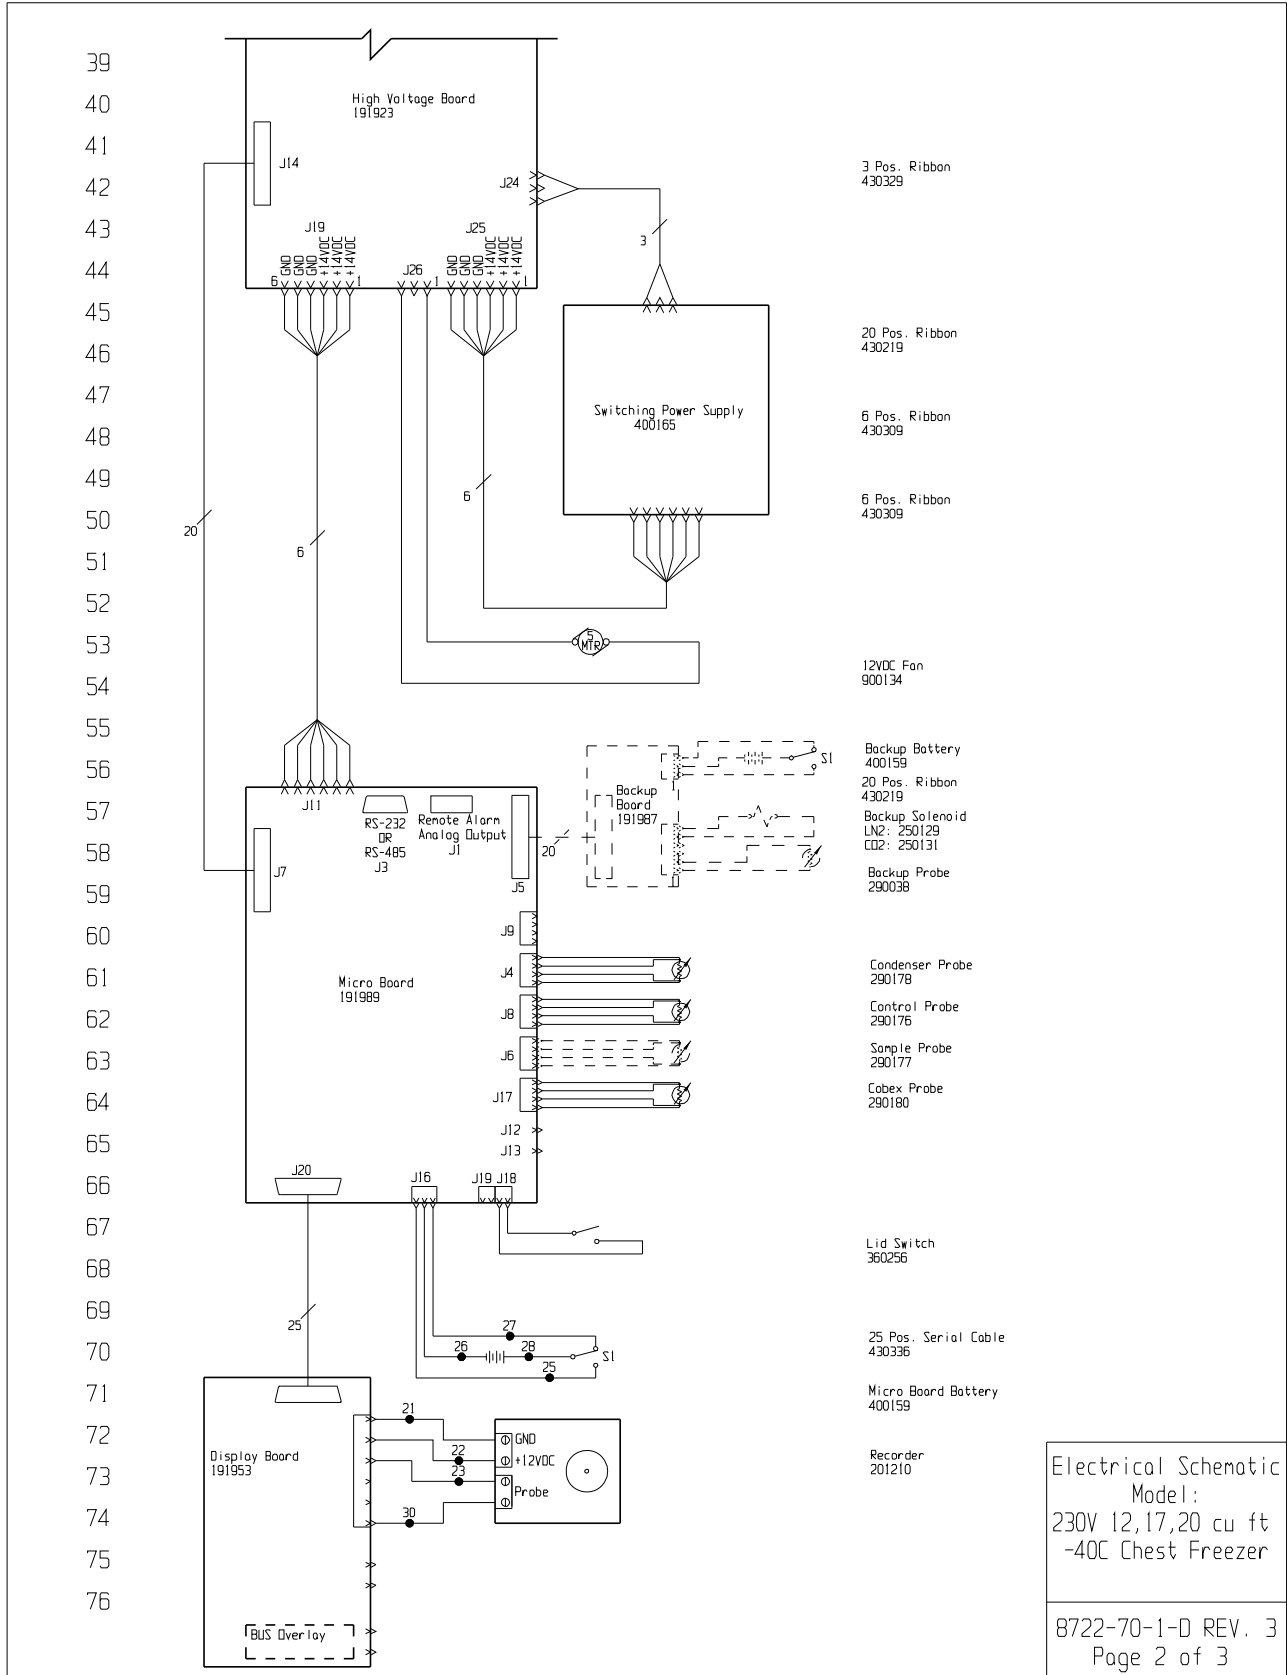 39
40
41
42
43
44
45
46
47
48
49
50
51
52
53
54
55
56
57
58
59
60
61
62
63
64
65
66
67
68
69
70
71
72
73
74
75
76
High Voltage Board
191923
J14
J24
J19
GND
GND
GND
+14VDC
+14VDC
+14VDC
6
1
J26
1
J25
GND
GND
GND
+14VDC
+14VDC
+14VDC
1
3
Switching Power Supply
400165
6
20
6
5
MTR
J11
RS-232
OR
RS-485
J3
Remote Alarm
Analog Output
J1
J5
J7
20
Backup
Board
191987
1
1
S1
J9
J4
J8
J6
J17
J12
J13
Micro Board
191989
J20
J16
J19
J18
25
27
26
28
25
S1
Display Board
191953
21
22
23
30
GND
+12VDC
Probe
BUS Overlay
3 Pos. Ribbon
430329
20 Pos. Ribbon
430219
6 Pos. Ribbon
430309
6 Pos. Ribbon
430309
12VDC Fan
900134
Backup Battery
400159
20 Pos. Ribbon
430219
Backup Solenoid
LN2: 250129
CO2: 250131
Backup Probe
290038
Condenser Probe
290178
Control Probe
290176
Sample Probe
290177
Cobex Probe
290180
Lid Switch
360256
25 Pos. Serial Cable
430336
Micro Board Battery
400159
Recorder
201210
Electrical Schematic
Model:
230V 12,17,20 cu ft
-40C Chest Freezer
8722-70-1-D REV. 3
Page 2 of 3